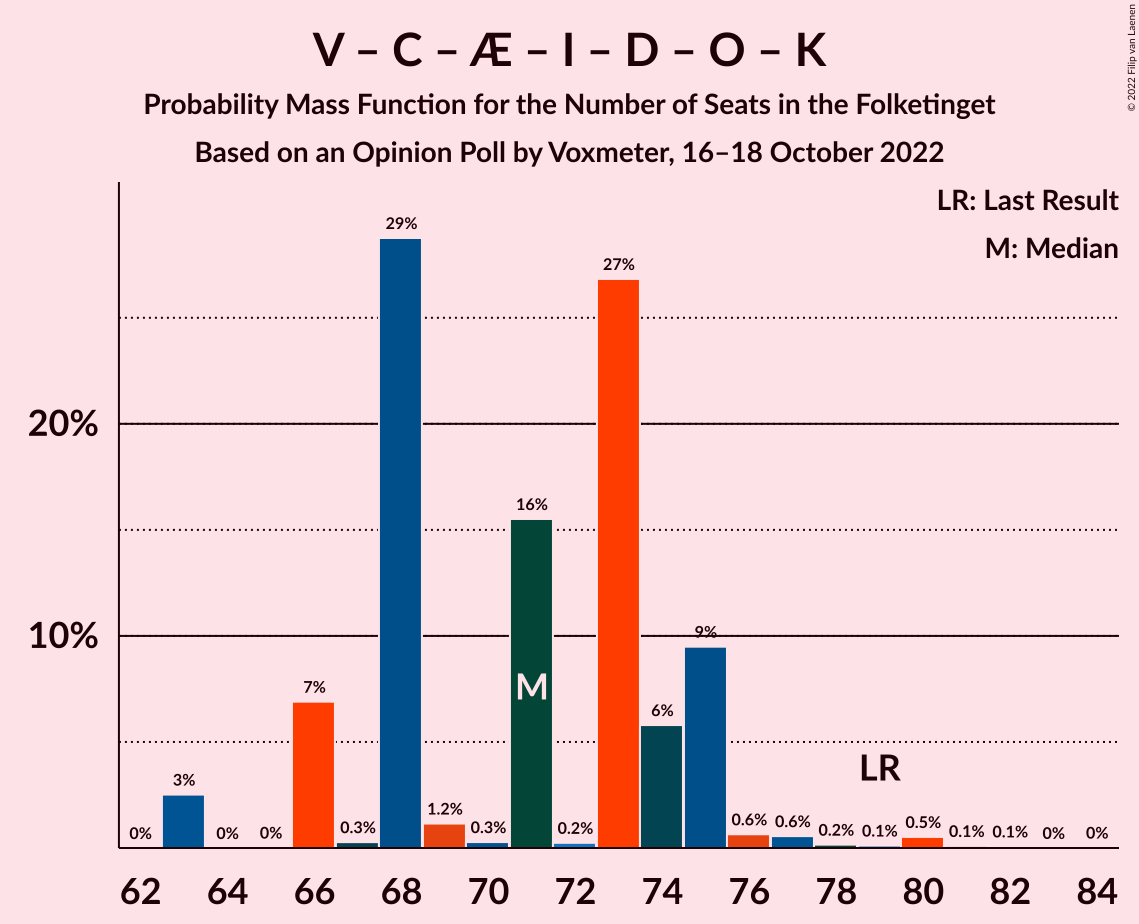 V – C – Æ – I – D – O – K
Probability Mass Function for the Number of Seats in the Folketinget
Based on an Opinion Poll by Voxmeter, 16–18 October 2022
© 2022 Filip van Laenen
LR: Last Result
M: Median
20%
10%
0% 3% 0% 0% 7% 0.3% 29% 1.2% 0.3% 16% 0.2% 27% 6% 9% 0.6% 0.6% 0.2% 0.1% 0.5% 0.1% 0.1% 0% 0%
M
LR
62 64 66 68 70 72 74 76 78 80 82 84